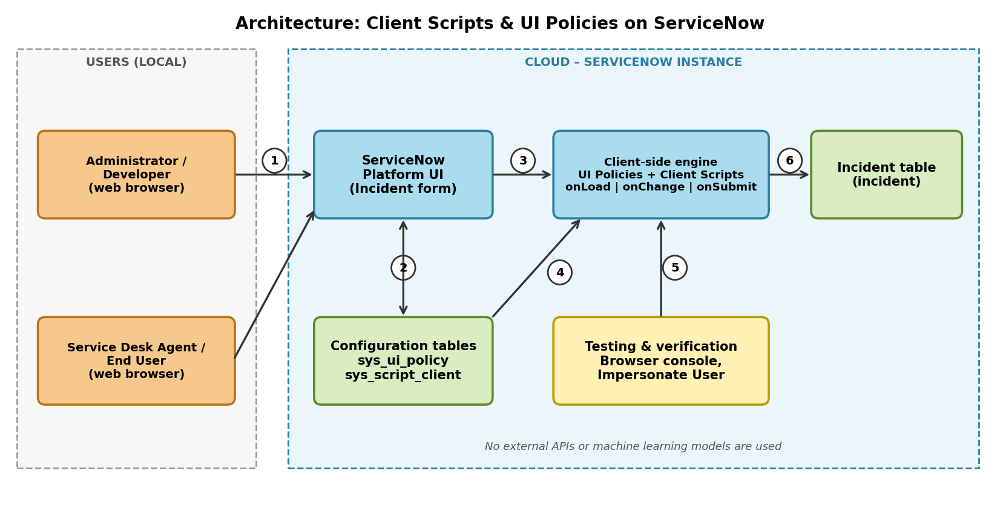 Architecture: Client Scripts & UI Policies on ServiceNow
USERS (LOCAL)
CLOUD – SERVICENOW INSTANCE
Administrator /
Developer
(web browser)
1
ServiceNow
Platform UI
(Incident form)
3
Client-side engine
UI Policies + Client Scripts
onLoad | onChange | onSubmit
6
Incident table
(incident)
2
4
5
Service Desk Agent /
End User
(web browser)
Configuration tables
sys_ui_policy
sys_script_client
Testing & verification
Browser console,
Impersonate User
No external APIs or machine learning models are used